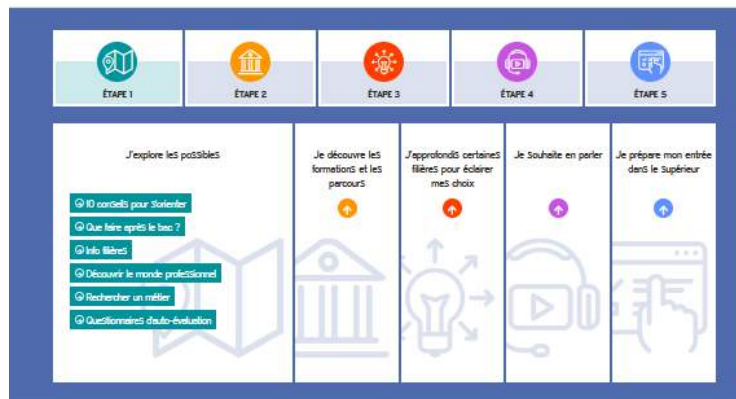 ÉTAPE 1
ÉTAPE 2
ÉTAPE 3
ÉTAPE 4
ÉTAPE 5
J'explore les possibles
10 conseils pour s'orienter
Que faire après le bac ?
Info filières
Découvrir le monde professionnel
Rechercher un métier
Questionnaires d'auto-évaluation
Je découvre les
formations et les
parcours
J'approfondis certaines
filières pour éclairer
mes choix
Je souhaite en parler
Je prépare mon entrée
dans le supérieur